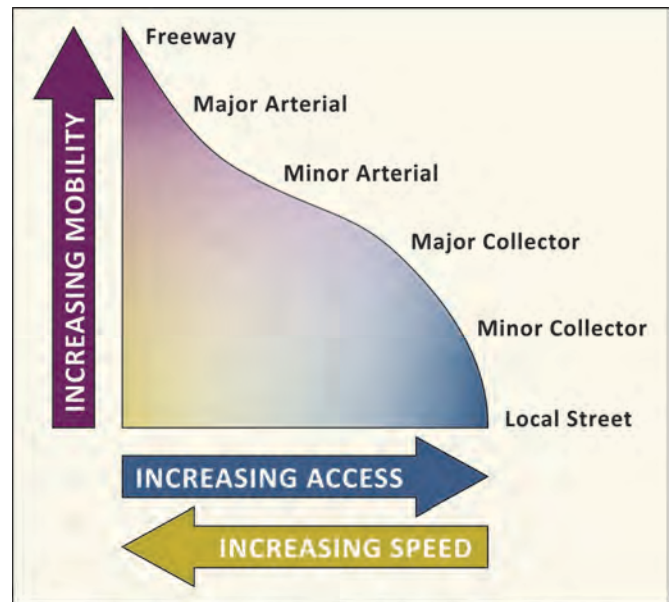 Freeway
Major Arterial
Minor Arterial
Major Collector
Minor Collector
Local Street
INCREASING MOBILITY
INCREASING ACCESS
INCREASING SPEED